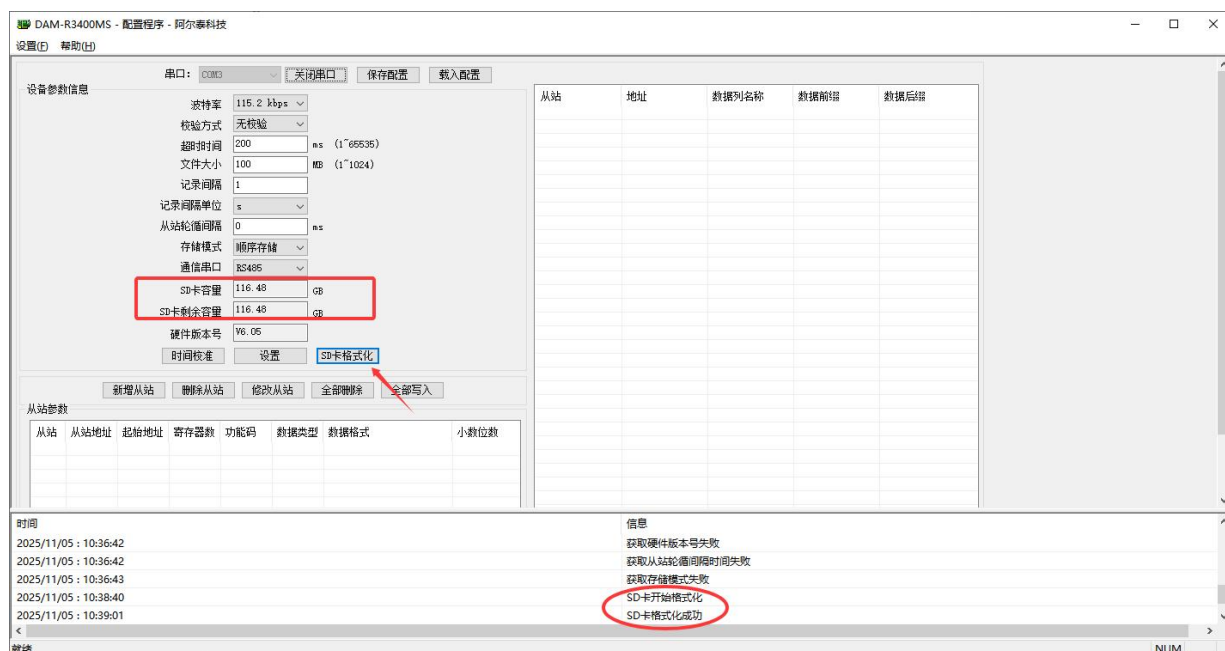 DAM-R3400MS - 配置程序 - 阿尔泰科技
设置(F) 帮助(H)
串口: COM3 关闭串口 保存配置 载入配置
设备参数信息
波特率 115.2 kbps
校验方式 无校验
超时时间 200 ms (1~65535)
文件大小 100 MB (1~1024)
记录间隔 1
记录间隔单位 s
从站轮循间隔 0 ms
存储模式 顺序存储
通信串口 RS485
SD卡容量 116.48 GB
SD卡剩余容量 116.48 GB
硬件版本号 V6.05
时间校准 设置 SD卡格式化
新增从站 删除从站 修改从站 全部删除 全部写入
从站参数
从站 从站地址 起始地址 寄存器数 功能码 数据类型 数据格式 小数位数
从站 地址 数据列名称 数据前缀 数据后缀
时间 信息
2025/11/05 : 10:36:42 获取硬件版本号失败
2025/11/05 : 10:36:42 获取从站轮循间隔时间失败
2025/11/05 : 10:36:43 获取存储模式失败
2025/11/05 : 10:38:40 SD卡开始格式化
2025/11/05 : 10:39:01 SD卡格式化成功
就绪 NUM